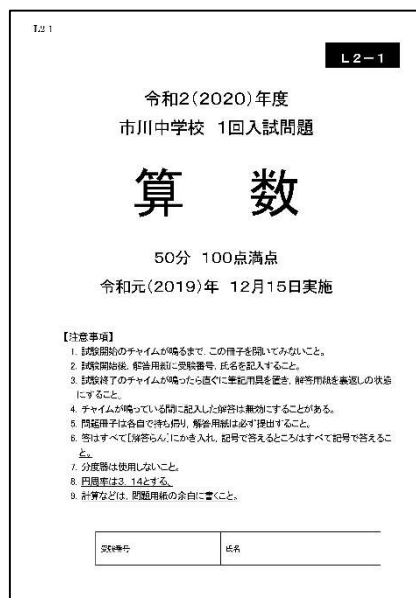 L2-1
L2-1
令和2(2020)年度
市川中学校 1回入試問題
算 数
50分 100点満点
令和元(2019)年 12月15日実施
【注意事項】
1. 試験開始のチャイムが鳴るまで、この冊子を開いてみないこと。
2. 試験開始後、解答用紙に受験番号、氏名を記入すること。
3. 試験終了のチャイムが鳴ったら直ぐに筆記用具を置き、解答用紙を裏返しの状態
にすること。
4. チャイムが鳴っている間に記入した解答は無効にすることがある。
5. 問題冊子は各自で持ち帰り、解答用紙は必ず提出すること。
6. 答はすべて[解答らん]にかき入れ、記号で答えるところはすべて記号で答えるこ
と。
7. 分度器は使用しないこと。
8. 円周率は3.14とする。
9. 計算などは、問題用紙の余白に書くこと。
受験番号
氏名